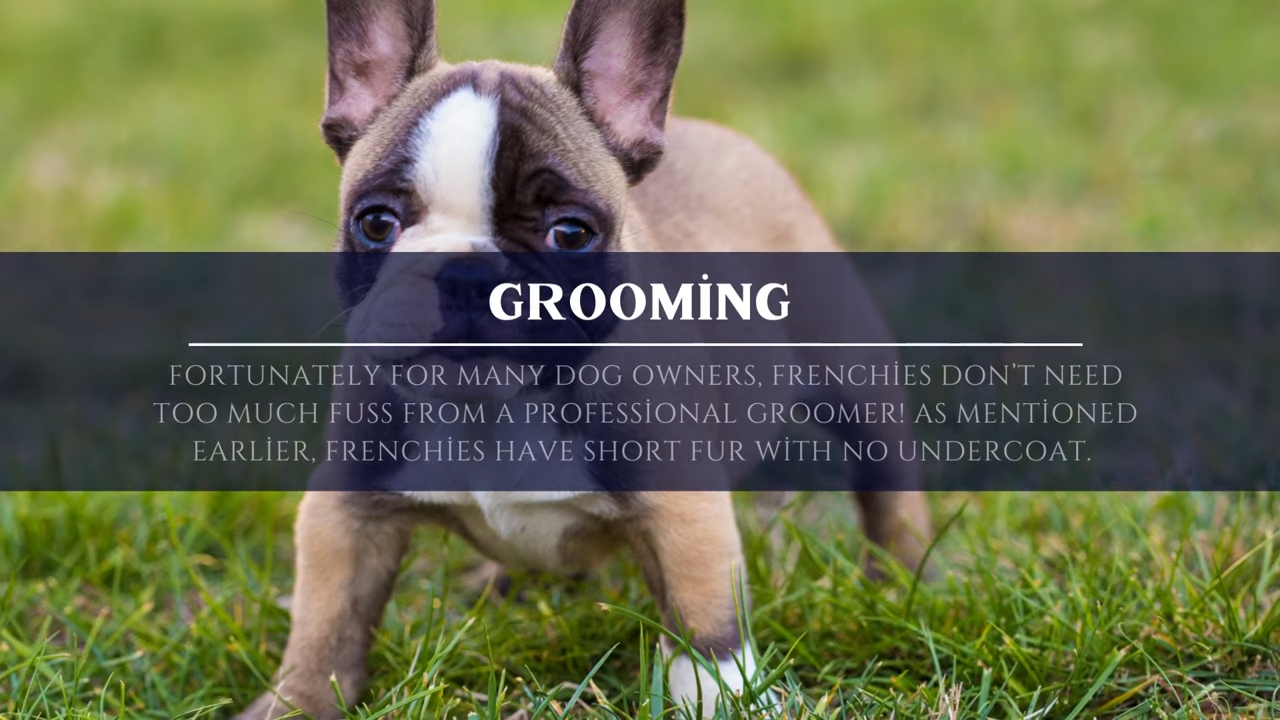 GROOMİNG
FORTUNATELY FOR MANY DOG OWNERS, FRENCHİES DON'T NEED
TOO MUCH FUSS FROM A PROFESSİONAL GROOMER! AS MENTİONED
EARLİER, FRENCHİES HAVE SHORT FUR WİTH NO UNDERCOAT.